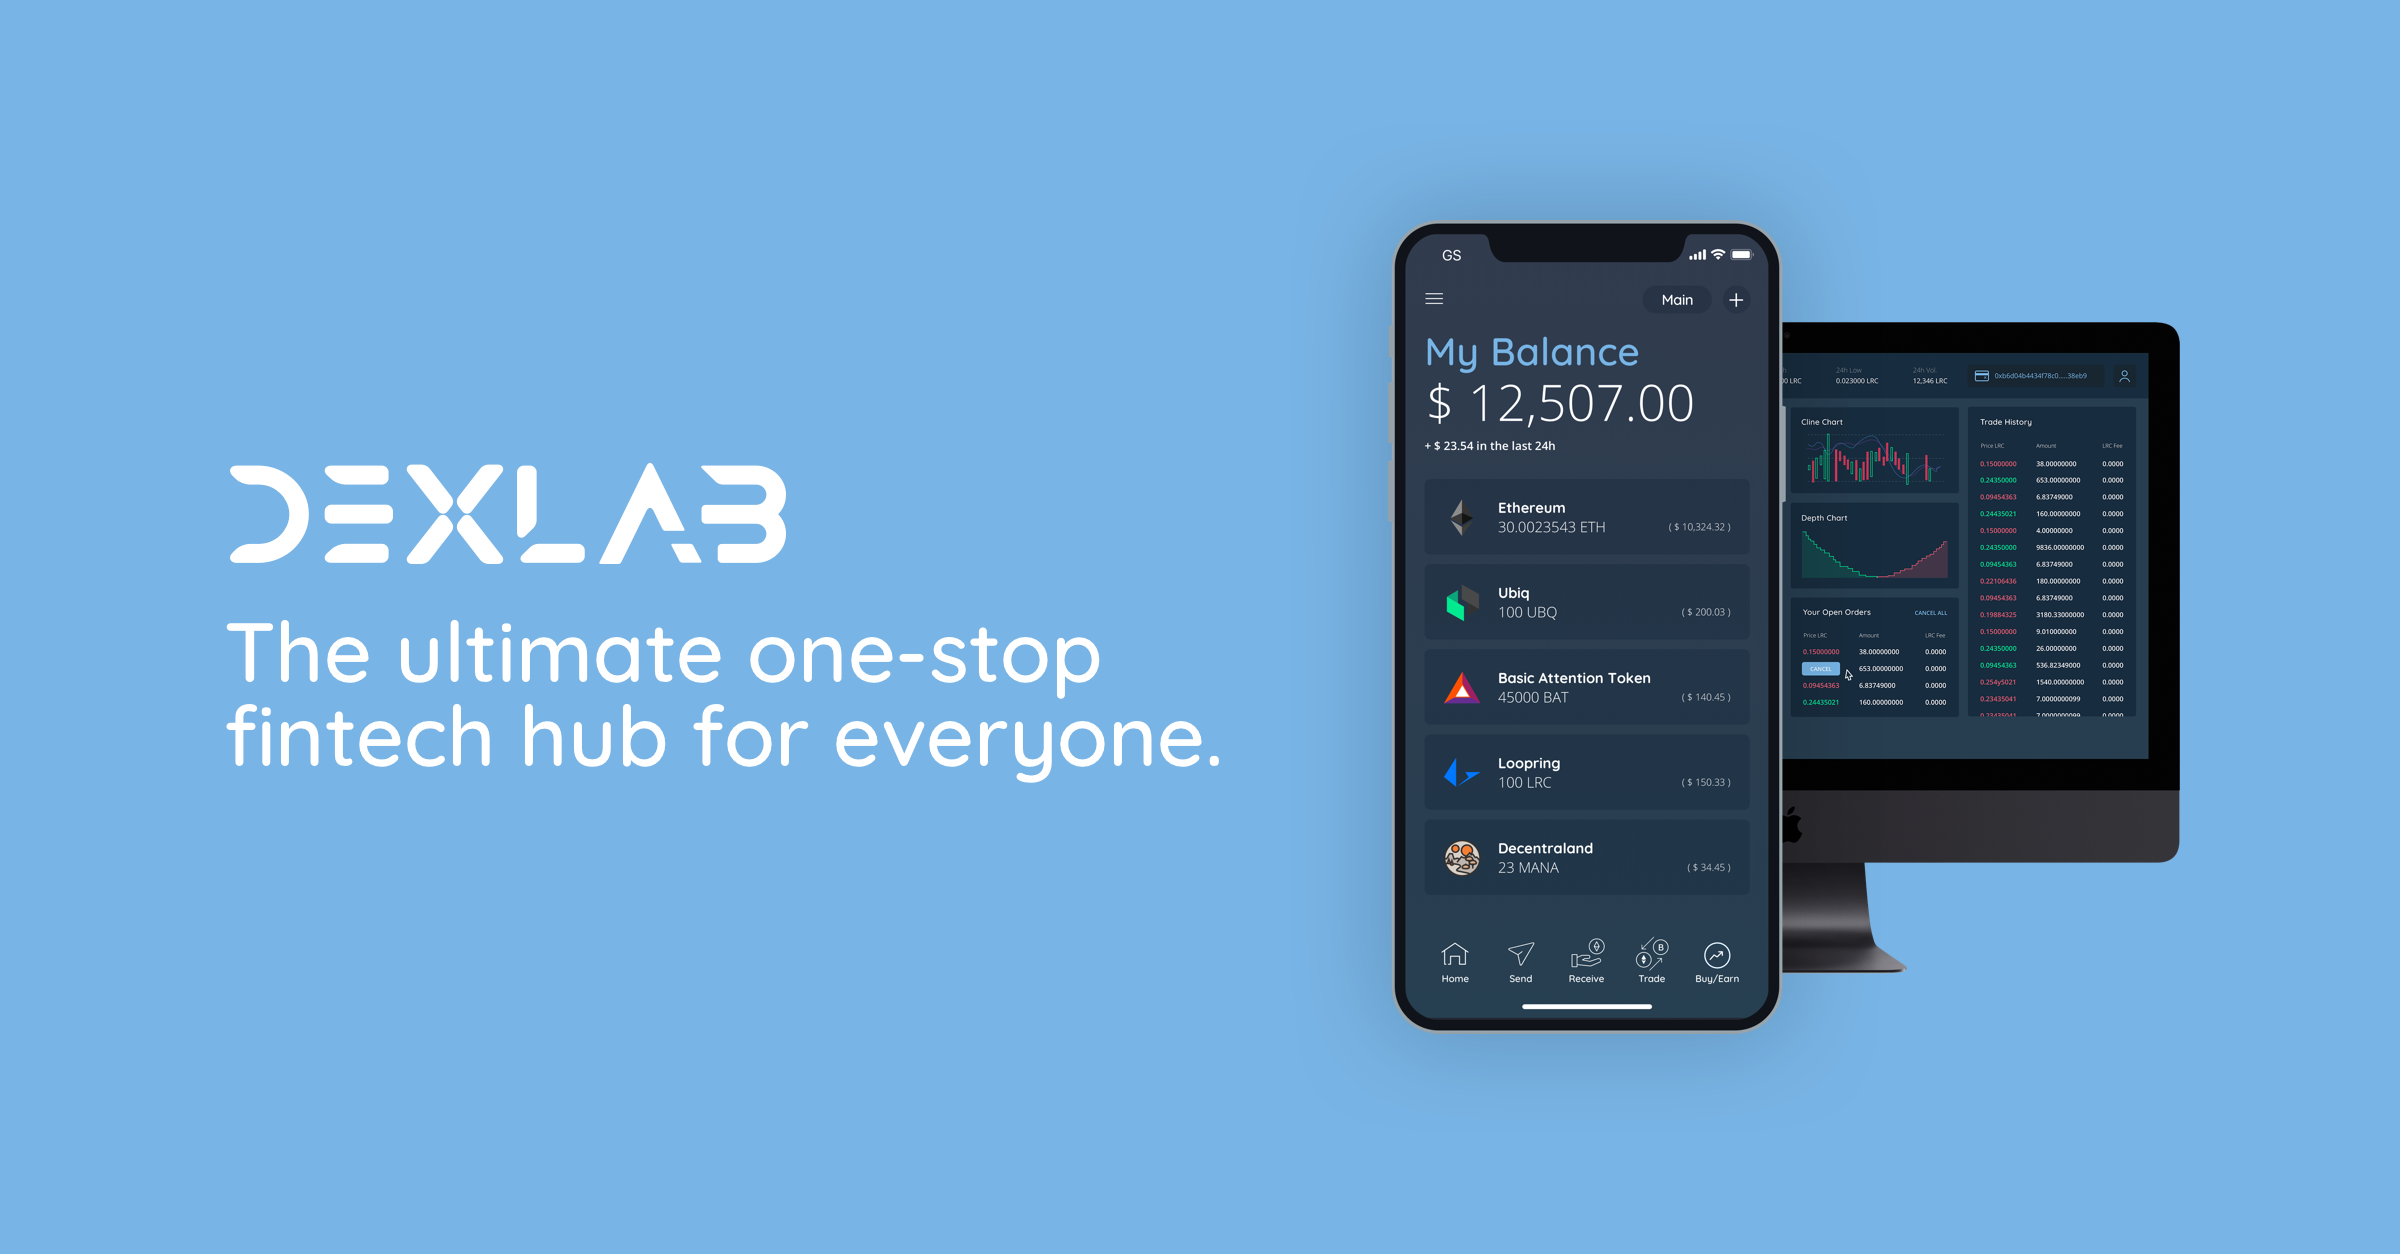 DEXLAB
The ultimate one-stop
fintech hub for everyone.
GS
Main
My Balance
$ 12,507.00
+ $ 23.54 in the last 24h
Ethereum
30.0023543 ETH ( $ 10,324.32 )
Ubiq
100 UBQ ( $ 200.03 )
Basic Attention Token
45000 BAT ( $ 140.45 )
Loopring
100 LRC ( $ 150.33 )
Decentraland
23 MANA ( $ 34.45 )
Home Send Receive Trade Buy/Earn
24h Low 24h Vol.
LRC 0.023000 LRC 12,346 LRC 0xb6d04b4434f78c0.....38eb9
Cline Chart
Depth Chart
Your Open Orders CANCEL ALL
Price LRC Amount LRC Fee
0.15000000 38.00000000 0.0000
CANCEL 653.00000000 0.0000
0.09454363 6.83749000 0.0000
0.24435021 160.00000000 0.0000
Trade History
Price LRC Amount LRC Fee
0.15000000 38.00000000 0.0000
0.24350000 653.00000000 0.0000
0.09454363 6.83749000 0.0000
0.24435021 160.00000000 0.0000
0.15000000 4.00000000 0.0000
0.24350000 9836.00000000 0.0000
0.09454363 6.83749000 0.0000
0.22106436 180.00000000 0.0000
0.09454363 6.83749000 0.0000
0.19884325 3180.33000000 0.0000
0.15000000 9.010000000 0.0000
0.24350000 26.00000000 0.0000
0.09454363 536.82349000 0.0000
0.254y5021 1540.00000000 0.0000
0.23435041 7.0000000099 0.0000
0.23435041 7.0000000099 0.0000